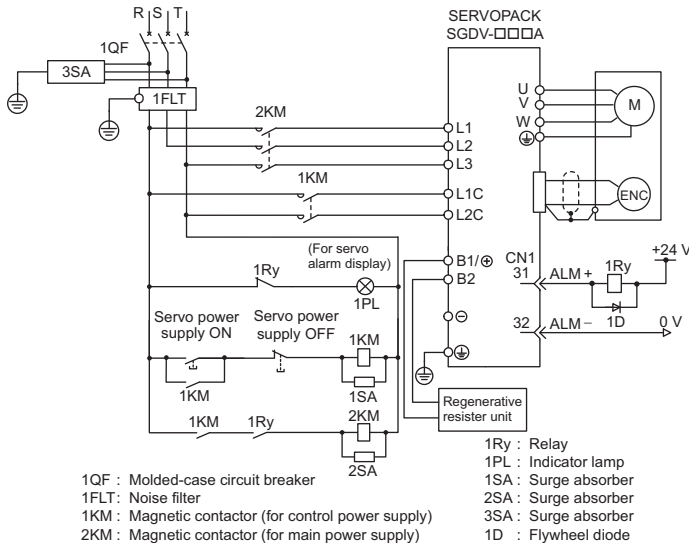 R S T
SERVOPACK
SGDV-□□□A
1QF
3SA
1FLT
U
V
W
M
2KM
L1
L2
L3
1KM
L1C
L2C
ENC
(For servo
alarm display)
1Ry
1PL
B1/⊕
B2
CN1
31
ALM +
1Ry
+24 V
1D
⊖
32
ALM −
0 V
Servo power
supply ON
Servo power
supply OFF
1KM
1KM
1SA
1KM
1Ry
2KM
2SA
Regenerative
resister unit
1QF : Molded-case circuit breaker
1FLT : Noise filter
1KM : Magnetic contactor (for control power supply)
2KM : Magnetic contactor (for main power supply)
1Ry : Relay
1PL : Indicator lamp
1SA : Surge absorber
2SA : Surge absorber
3SA : Surge absorber
1D : Flywheel diode